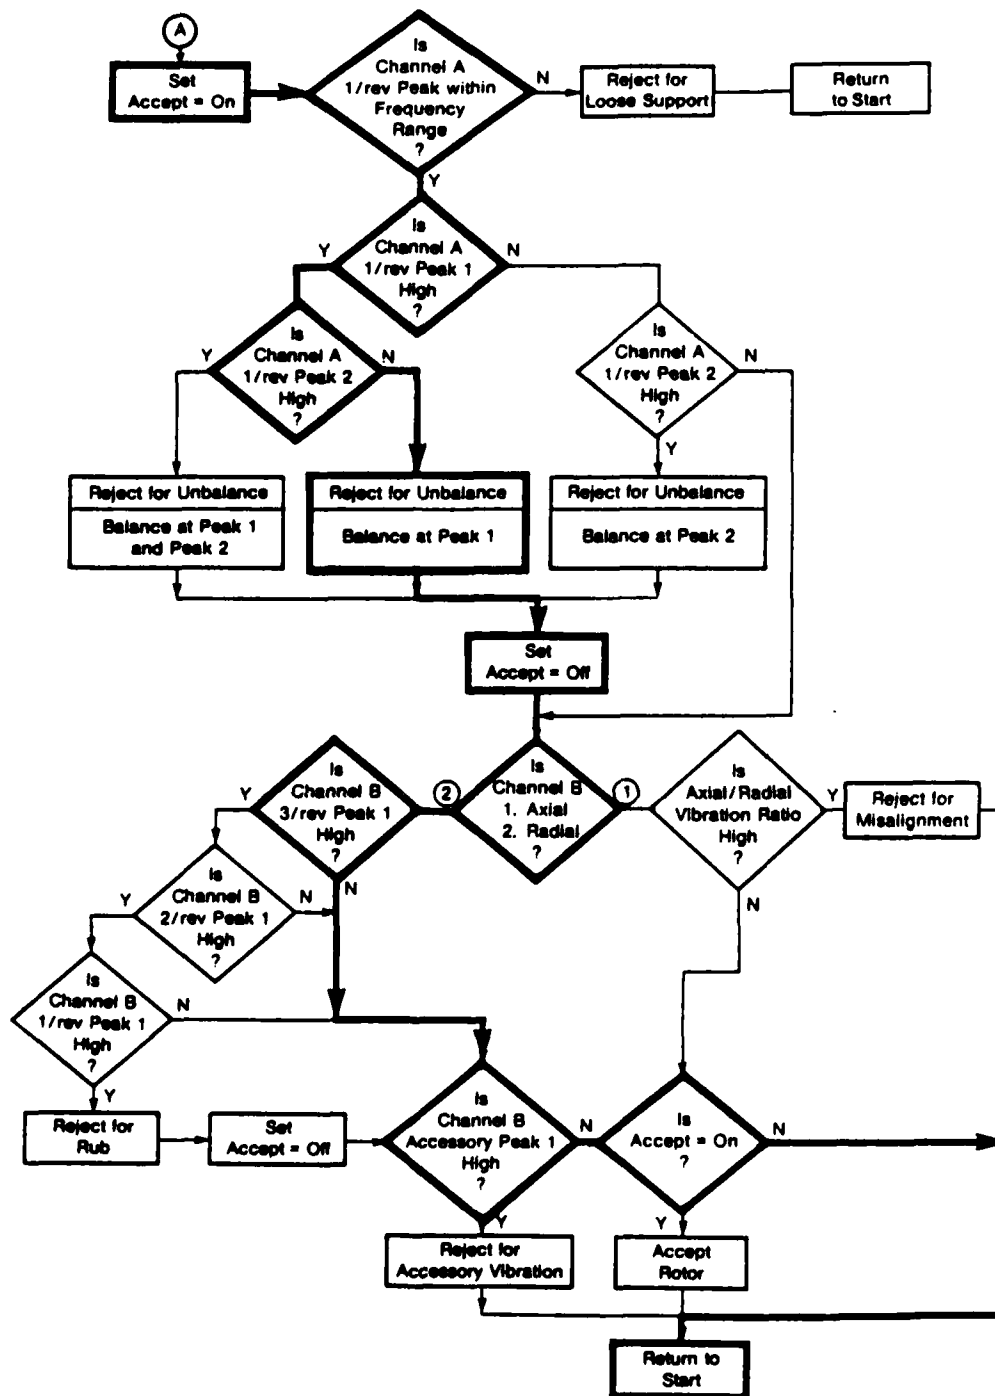 A
Set
Accept = On
Is
Channel A
1/rev Peak within
Frequency
Range
?
N
Reject for
Loose Support
Return
to Start
Y
Is
Channel A
1/rev Peak 1
High
?
Y
N
Is
Channel A
1/rev Peak 2
High
?
Y
N
Is
Channel A
1/rev Peak 2
High
?
N
Y
Reject for Unbalance
Balance at Peak 1
and Peak 2
Reject for Unbalance
Balance at Peak 1
Reject for Unbalance
Balance at Peak 2
Set
Accept = Off
Is
Channel B
3/rev Peak 1
High
?
Y
N
2
Is
Channel B
1. Axial
2. Radial
?
1
Is
Axial/Radial
Vibration Ratio
High
?
Y
N
Reject for
Misalignment
Is
Channel B
2/rev Peak 1
High
?
Y
N
Is
Channel B
1/rev Peak 1
High
?
N
Y
Reject for
Rub
Set
Accept = Off
Is
Channel B
Accessory Peak 1
High
?
N
Y
Is
Accept = On
?
N
Y
Reject for
Accessory Vibration
Accept
Rotor
Return to
Start